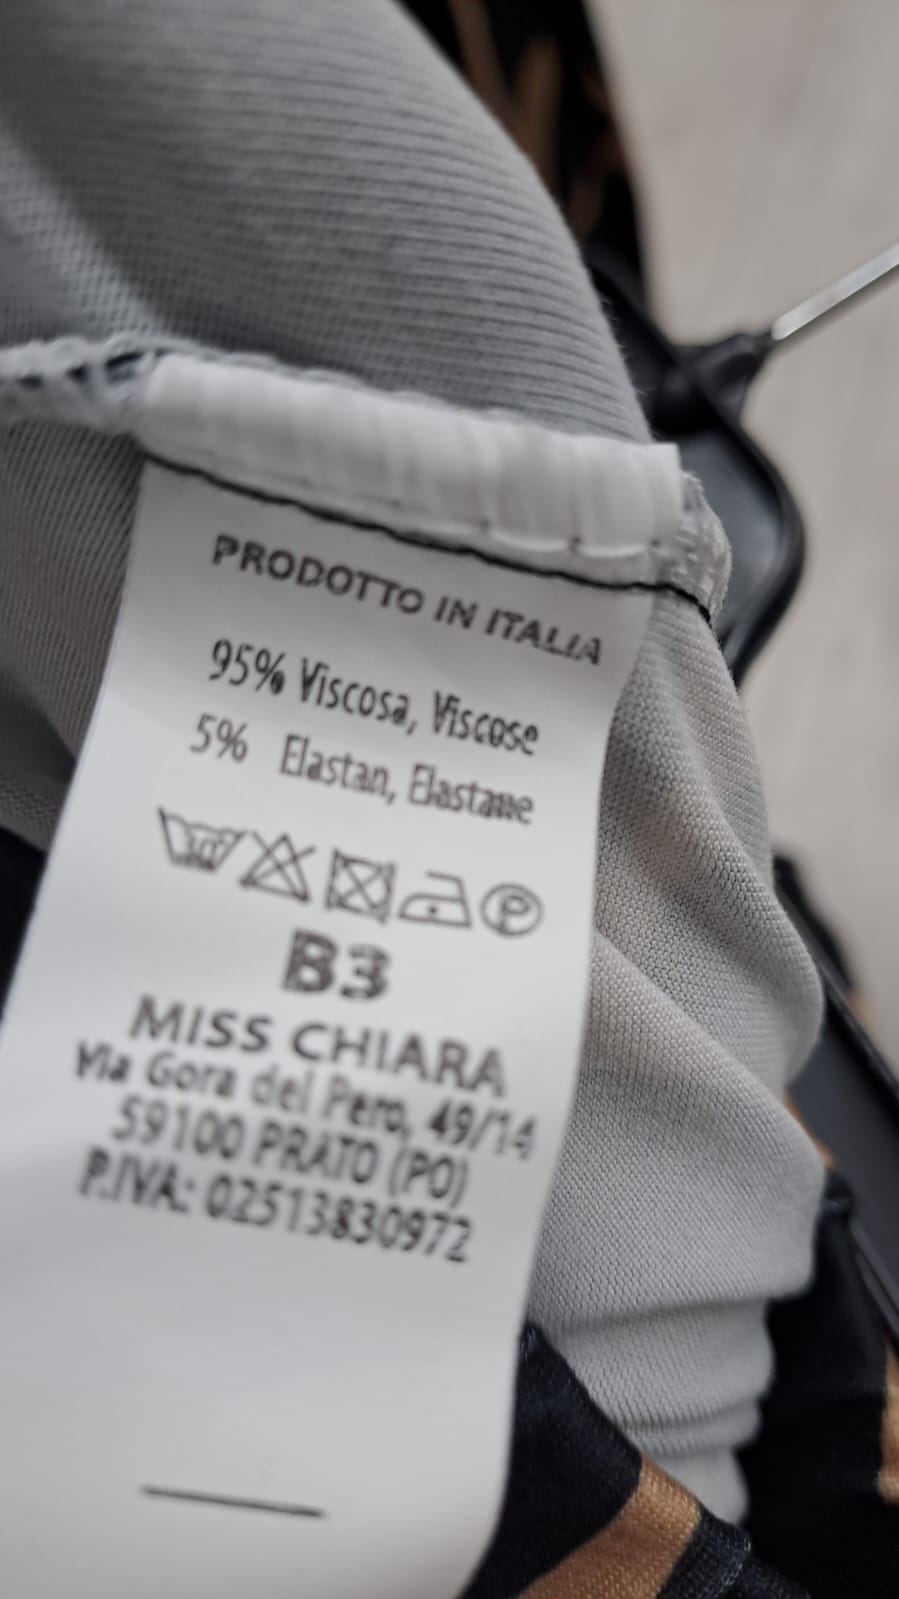 PRODOTTO IN ITALIA
95% Viscosa, Viscose
5% Elastan, Elastane
30°
P
B3
MISS CHIARA
Via Gora del Pero, 49/14
59100 PRATO (PO)
P.IVA: 02513830972